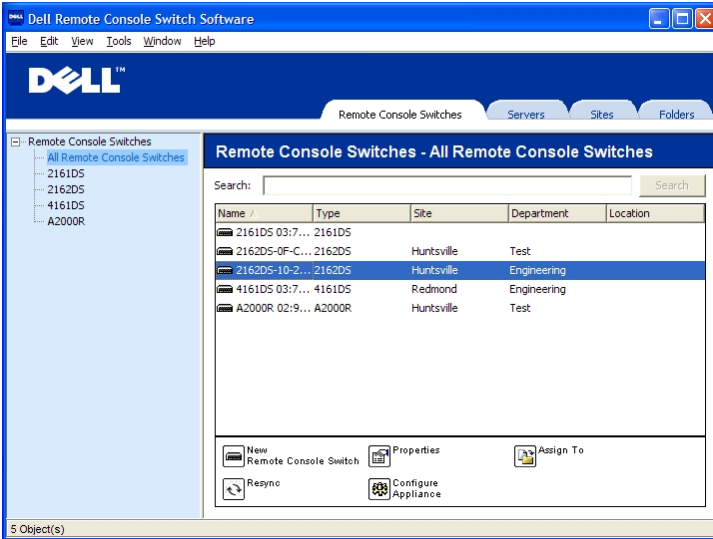 Dell Remote Console Switch Software
File Edit View Tools Window Help
DELL™
Remote Console Switches Servers Sites Folders
Remote Console Switches
All Remote Console Switches
2161DS
2162DS
4161DS
A2000R
Remote Console Switches - All Remote Console Switches
Search: Search
Name Type Site Department Location
2161DS 03:7... 2161DS
2162DS-0F-C... 2162DS Huntsville Test
2162DS-10-2... 2162DS Huntsville Engineering
4161DS 03:7... 4161DS Redmond Engineering
A2000R 02:9... A2000R Huntsville Test
New Remote Console Switch
Properties
Assign To
Resync
Configure Appliance
5 Object(s)